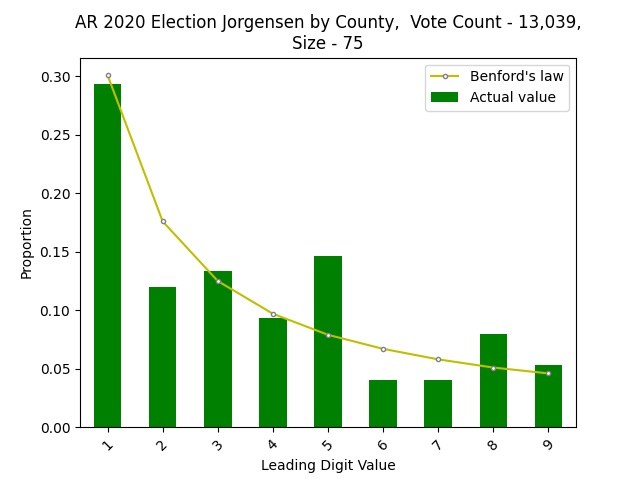 AR 2020 Election Jorgensen by County,  Vote Count - 13,039,
Size - 75
Benford's law
Actual value
Proportion
0.30
0.25
0.20
0.15
0.10
0.05
0.00
1
2
3
4
5
6
7
8
9
Leading Digit Value